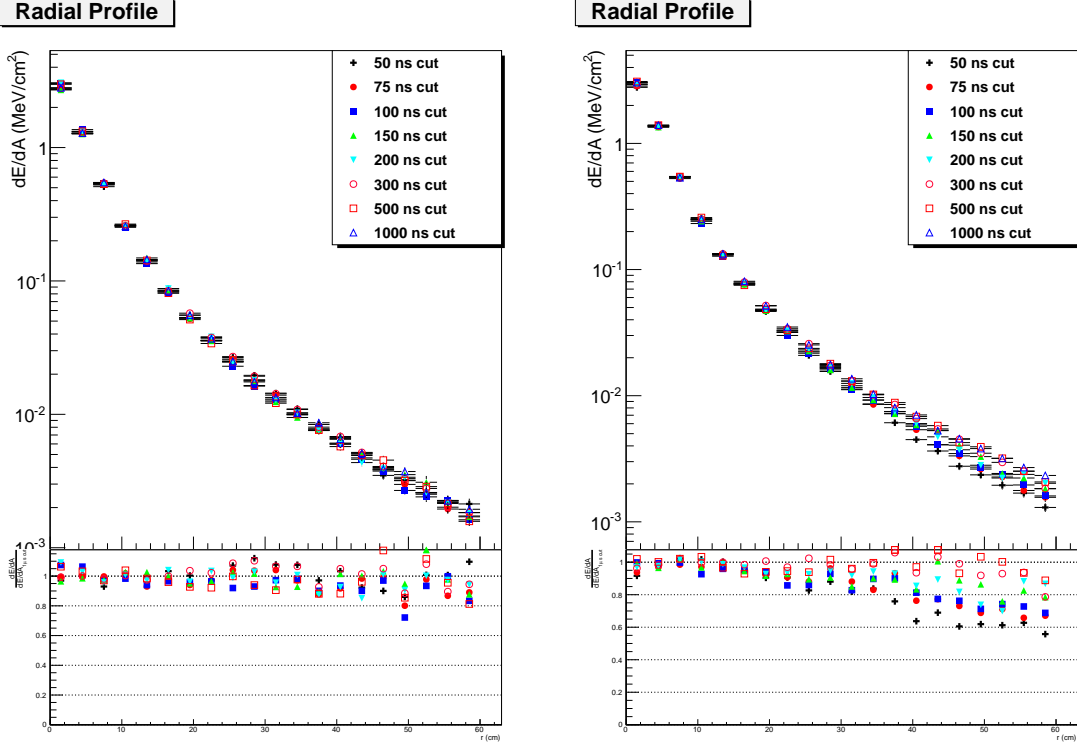 Radial Profile
dE/dA (MeV/cm²)
1
10⁻¹
10⁻²
10⁻³
50 ns cut
75 ns cut
100 ns cut
150 ns cut
200 ns cut
300 ns cut
500 ns cut
1000 ns cut
dE/dA
1
0.8
0.6
0.4
0.2
0
0 10 20 30 40 50 60
r (cm)
Radial Profile
dE/dA (MeV/cm²)
1
10⁻¹
10⁻²
10⁻³
50 ns cut
75 ns cut
100 ns cut
150 ns cut
200 ns cut
300 ns cut
500 ns cut
1000 ns cut
dE/dA
1
0.8
0.6
0.4
0.2
0
0 10 20 30 40 50 60
r (cm)